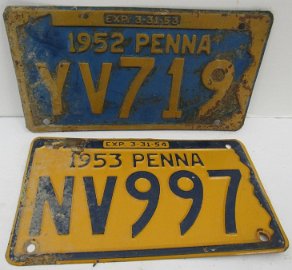 EXP. 3-31-53
1952 PENNA
YV719
EXP. 3-31-54
1953 PENNA
NV997